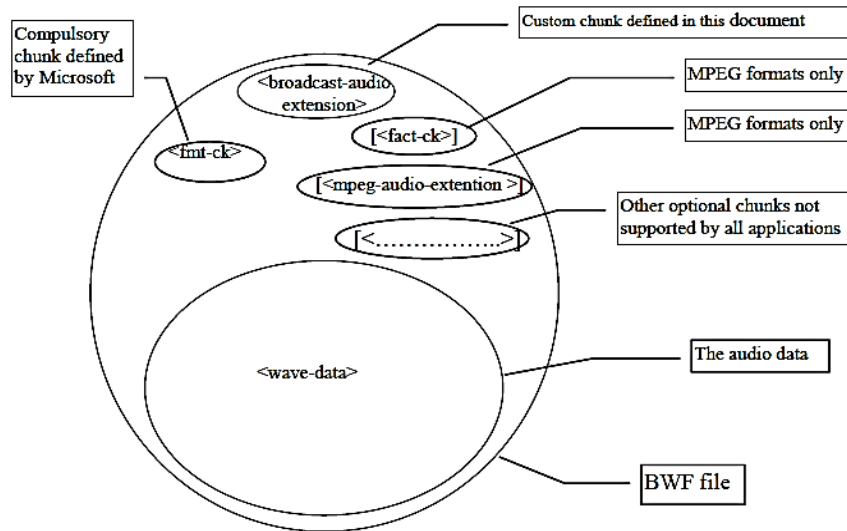 Custom chunk defined in this document
Compulsory
chunk defined
by Microsoft
MPEG formats only
<broadcast-audio
extension>
[<fact-ck>]
MPEG formats only
<fmt-ck>
[<mpeg-audio-extention >]
Other optional chunks not
supported by all applications
[<................>]
The audio data
<wave-data>
BWF file